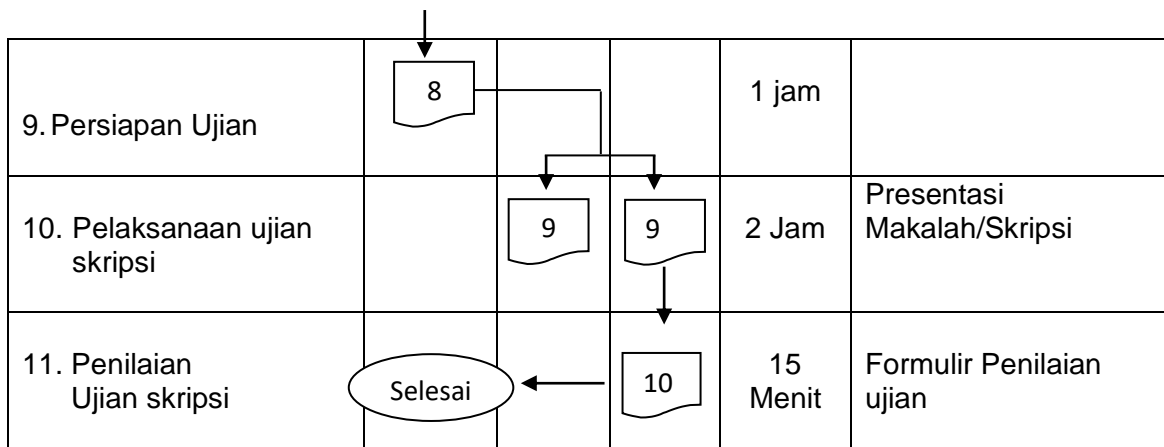 8
1 jam
9. Persiapan Ujian
10. Pelaksanaan ujian
skripsi
9
9
2 Jam
Presentasi
Makalah/Skripsi
11. Penilaian
Ujian skripsi
Selesai
10
15
Menit
Formulir Penilaian
ujian